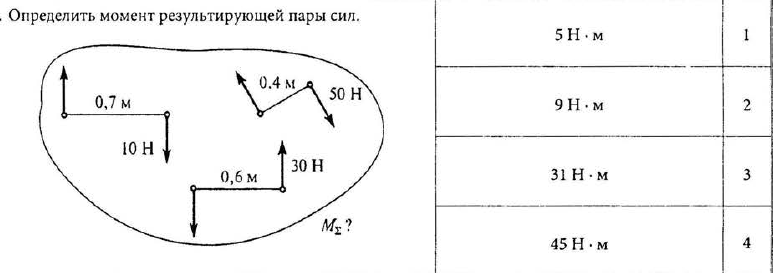 . Определить момент результирующей пары сил.
0,7 м
10 Н
0.4 м
50 Н
0,6 м
30 Н
M_Σ ?
5 Н · м 1
9 Н · м 2
31 Н · м 3
45 Н · м 4